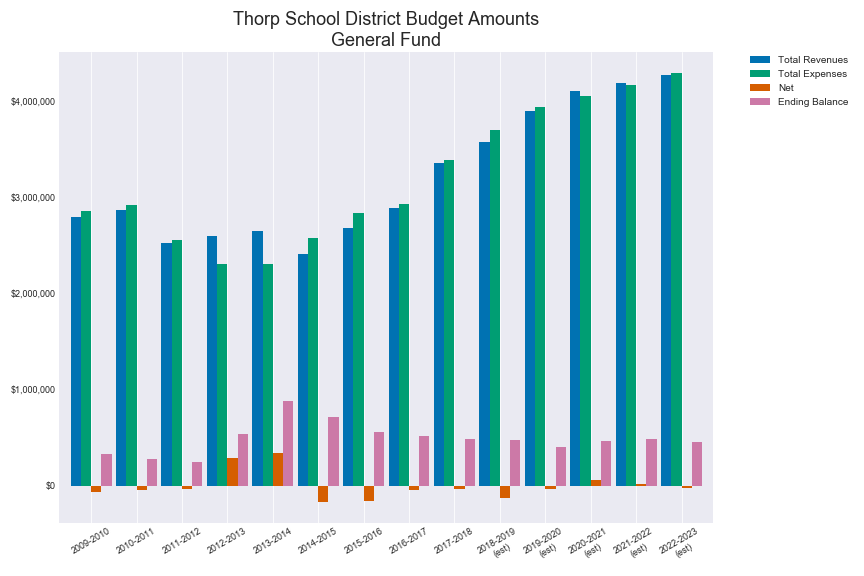 Thorp School District Budget Amounts
General Fund
Total Revenues
Total Expenses
Net
Ending Balance
$4,000,000
$3,000,000
$2,000,000
$1,000,000
$0
2009-2010
2010-2011
2011-2012
2012-2013
2013-2014
2014-2015
2015-2016
2016-2017
2017-2018
2018-2019
(est)
2019-2020
(est)
2020-2021
(est)
2021-2022
(est)
2022-2023
(est)